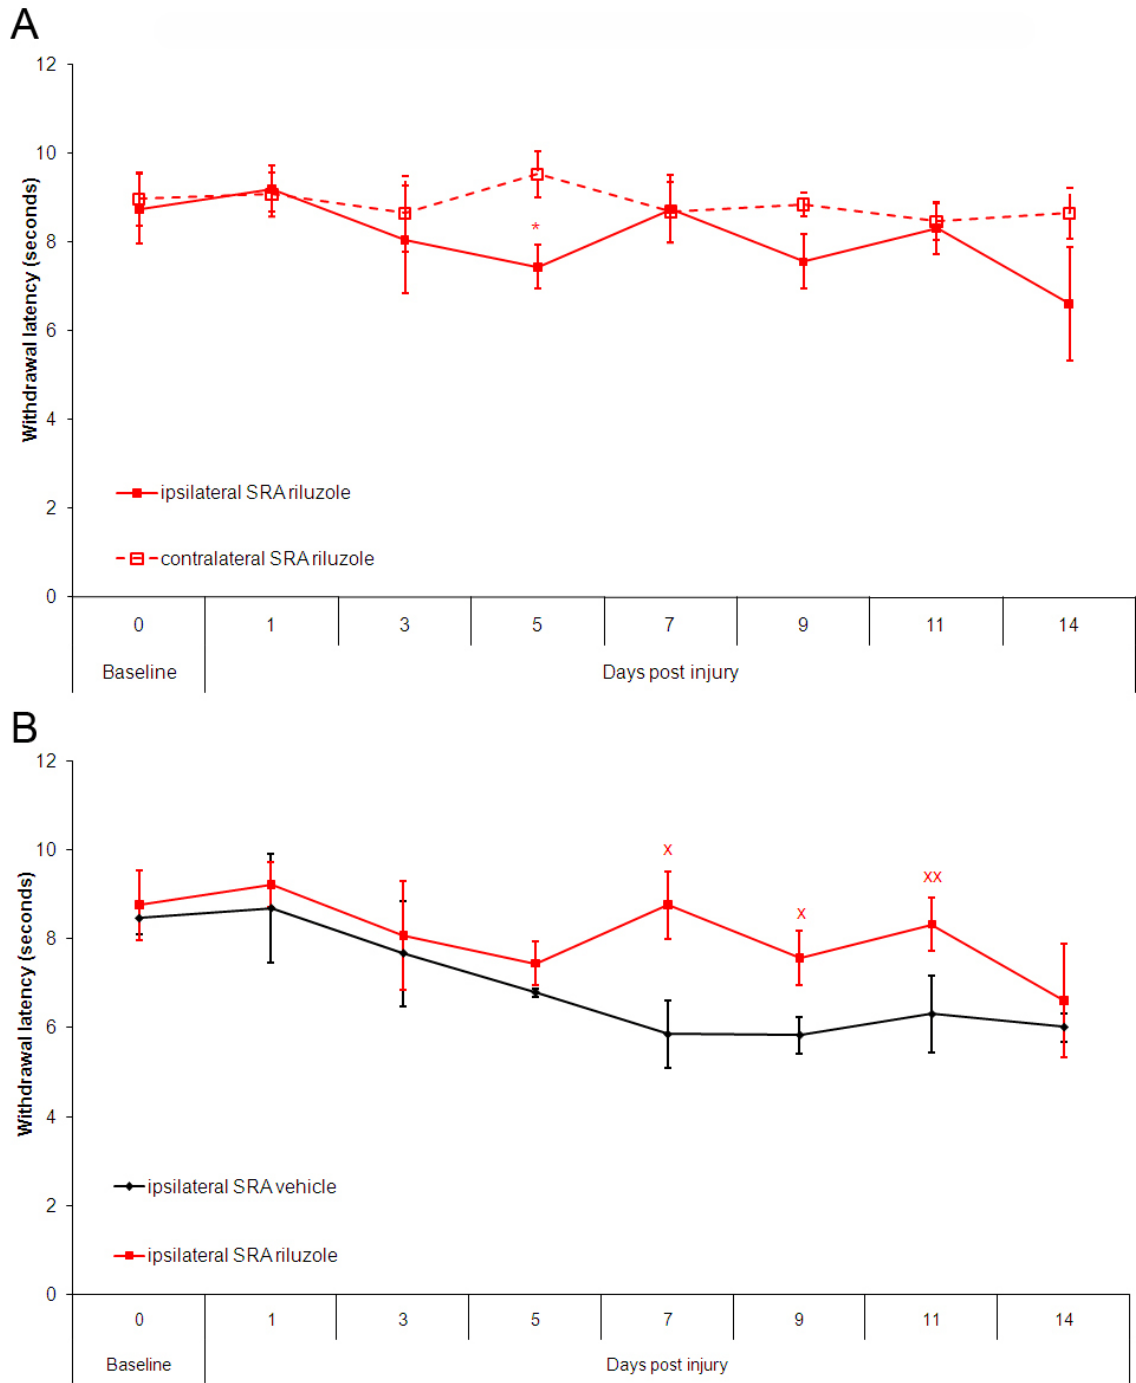 A
12
10
8
6
4
2
0
Withdrawal latency (seconds)
*
ipsilateral SRA riluzole
contralateral SRA riluzole
0 1 3 5 7 9 11 14
Baseline Days post injury
B
12
10
8
6
4
2
0
Withdrawal latency (seconds)
x x xx
ipsilateral SRA vehicle
ipsilateral SRA riluzole
0 1 3 5 7 9 11 14
Baseline Days post injury